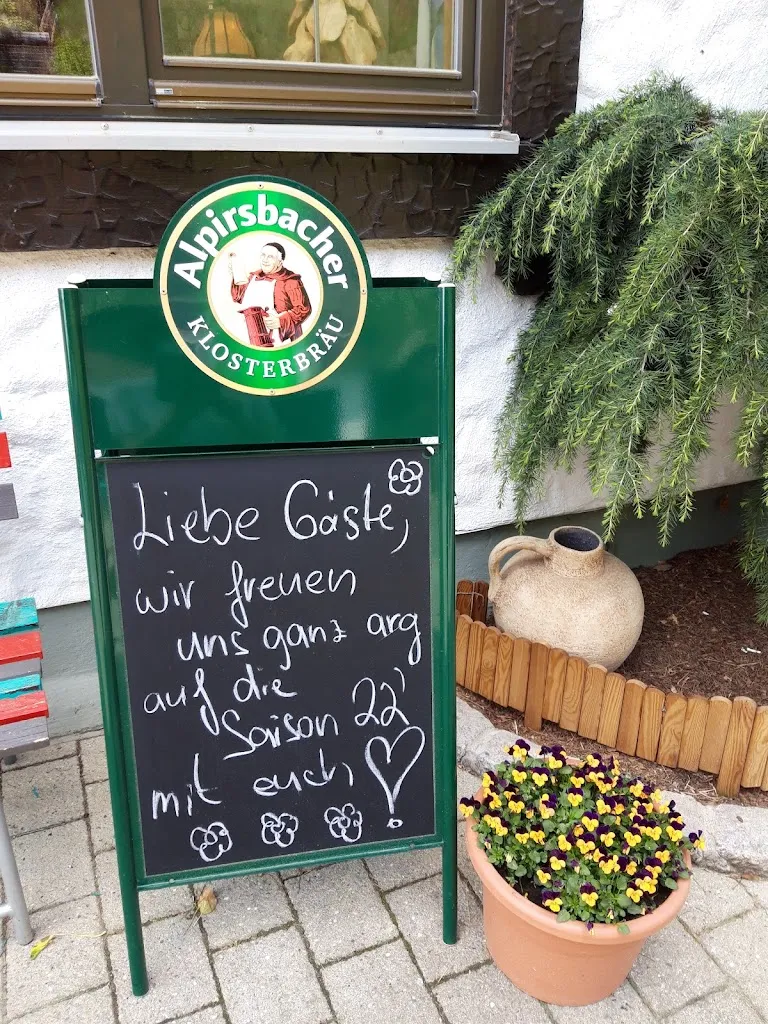 Alpirsbacher
KLOSTERBRÄU
Liebe Gäste,
wir freuen
uns ganz arg
auf die
Saison 22'
mit euch